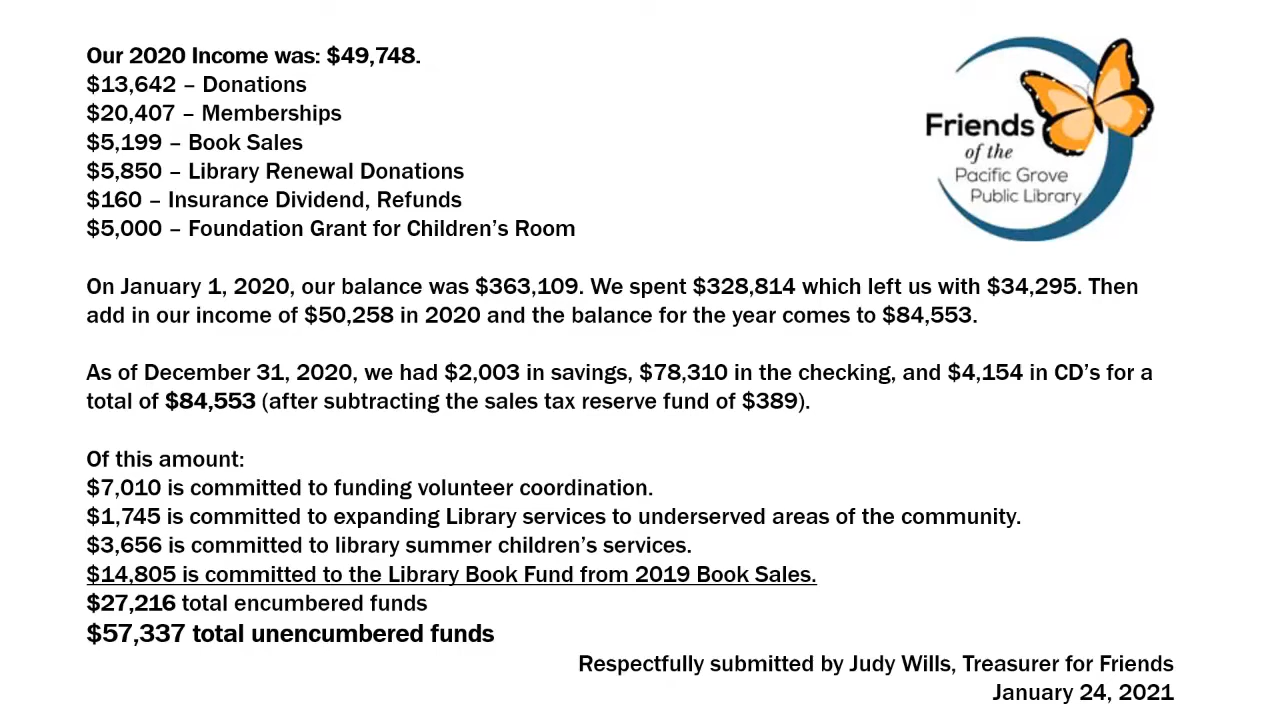 Our 2020 Income was: $49,748.
$13,642 – Donations
$20,407 – Memberships
$5,199 – Book Sales
$5,850 – Library Renewal Donations
$160 – Insurance Dividend, Refunds
$5,000 – Foundation Grant for Children's Room
Friends
of the
Pacific Grove
Public Library
On January 1, 2020, our balance was $363,109. We spent $328,814 which left us with $34,295. Then
add in our income of $50,258 in 2020 and the balance for the year comes to $84,553.
As of December 31, 2020, we had $2,003 in savings, $78,310 in the checking, and $4,154 in CD's for a
total of $84,553 (after subtracting the sales tax reserve fund of $389).
Of this amount:
$7,010 is committed to funding volunteer coordination.
$1,745 is committed to expanding Library services to underserved areas of the community.
$3,656 is committed to library summer children's services.
$14,805 is committed to the Library Book Fund from 2019 Book Sales.
$27,216 total encumbered funds
$57,337 total unencumbered funds
Respectfully submitted by Judy Wills, Treasurer for Friends
January 24, 2021